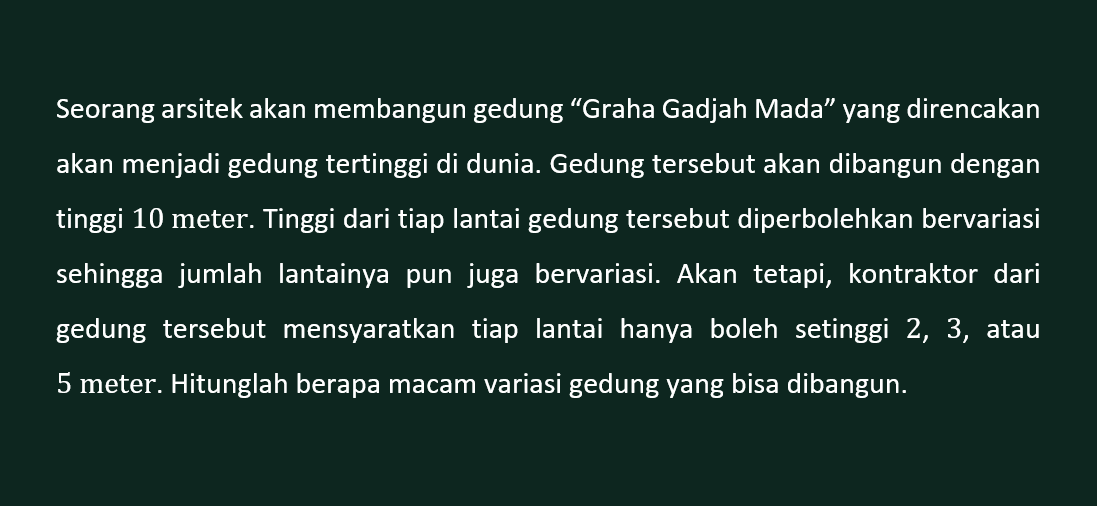 Seorang arsitek akan membangun gedung “Graha Gadjah Mada” yang direncakan
akan menjadi gedung tertinggi di dunia. Gedung tersebut akan dibangun dengan
tinggi 10 meter. Tinggi dari tiap lantai gedung tersebut diperbolehkan bervariasi
sehingga jumlah lantainya pun juga bervariasi. Akan tetapi, kontraktor dari
gedung tersebut mensyaratkan tiap lantai hanya boleh setinggi 2, 3, atau
5 meter. Hitunglah berapa macam variasi gedung yang bisa dibangun.